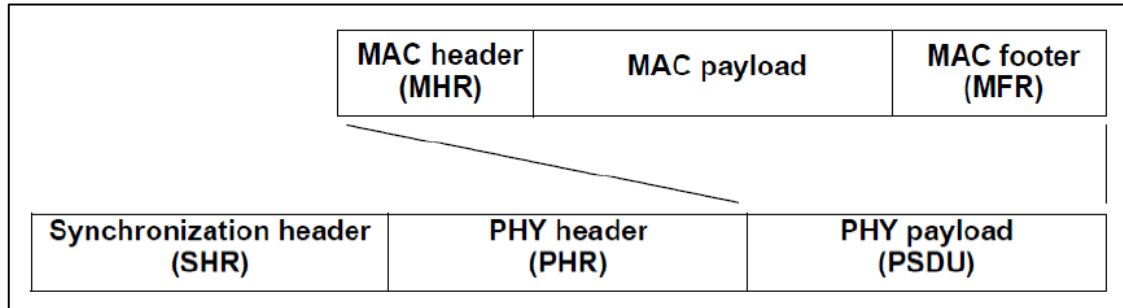 MAC header
(MHR)
MAC payload
MAC footer
(MFR)
Synchronization header
(SHR)
PHY header
(PHR)
PHY payload
(PSDU)